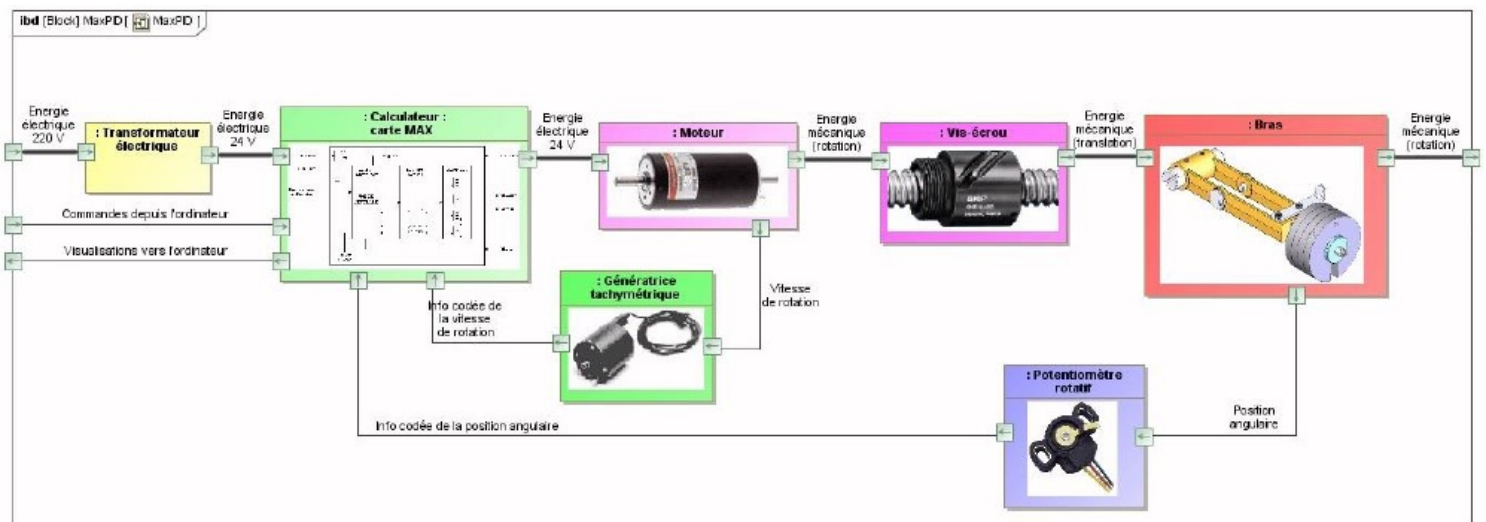 ibd [Block] MaxPID [ MaxPID ]
Energie
électrique
220 V
: Transformateur
électrique
Energie
électrique
24 V
: Calculateur :
carte MAX
Energie
électrique
24 V
: Moteur
Energie
mécanique
(rotation)
: Vis-écrou
Energie
mécanique
(translation)
: Bras
Energie
mécanique
(rotation)
Commandes depuis l'ordinateur
Visualisations vers l'ordinateur
: Génératrice
tachymétrique
Vitesse
de rotation
Info codée de
la vitesse
de rotation
: Potentiomètre
rotatif
Info codée de la position angulaire
Position
angulaire